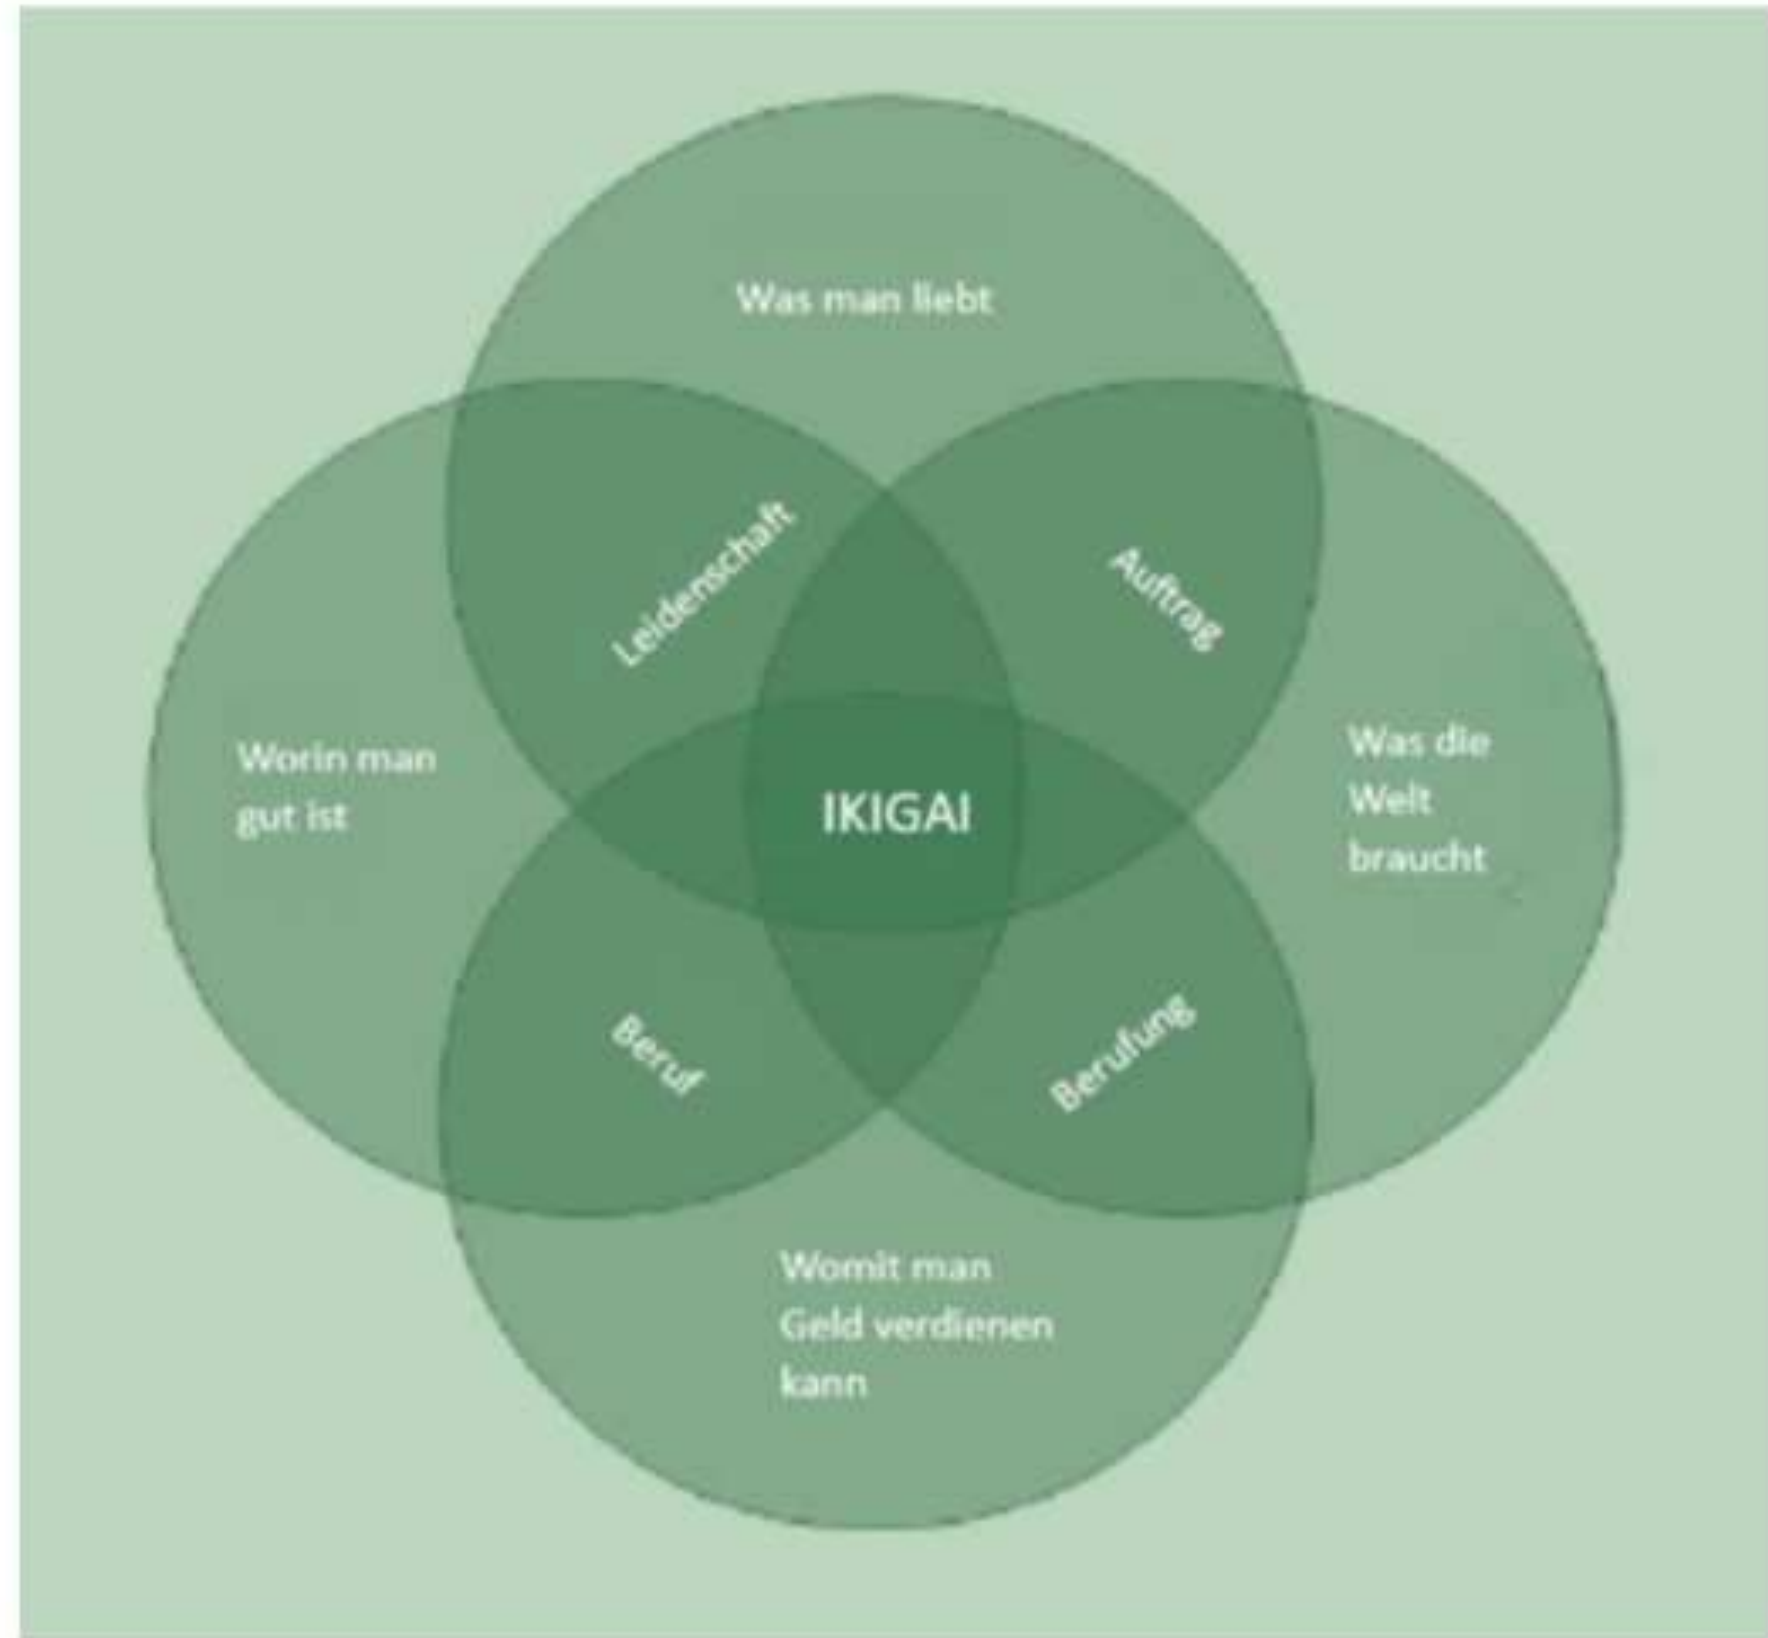 Was man liebt
Leidenschaft
Auftrag
Worin man
gut ist
IKIGAI
Was die
Welt
braucht
Beruf
Berufung
Womit man
Geld verdienen
kann